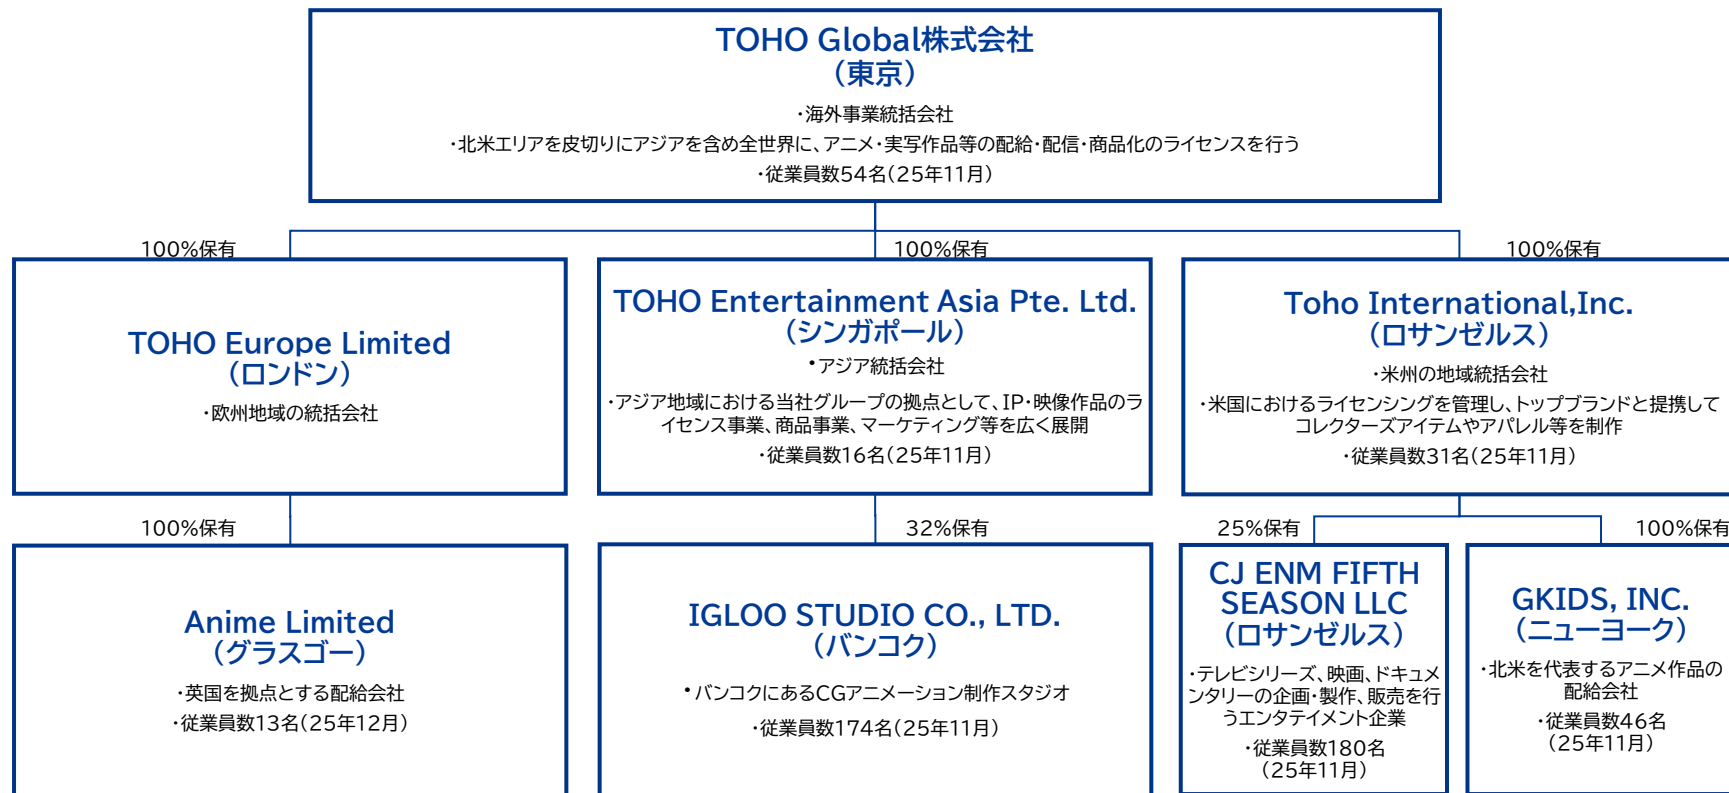 TOHO Global株式会社
（東京）
・海外事業統括会社
・北米エリアを皮切りにアジアを含め全世界に、アニメ・実写作品等の配給・配信・商品化のライセンスを行う
・従業員数54名（25年11月）
100%保有
100%保有
100%保有
TOHO Europe Limited
（ロンドン）
・欧州地域の統括会社
TOHO Entertainment Asia Pte. Ltd.
（シンガポール）
・アジア統括会社
・アジア地域における当社グループの拠点として、IP・映像作品のラ
イセンス事業、商品事業、マーケティング等を広く展開
・従業員数16名（25年11月）
Toho International,Inc.
（ロサンゼルス）
・米州の地域統括会社
・米国におけるライセンシングを管理し、トップブランドと提携して
コレクターズアイテムやアパレル等を制作
・従業員数31名（25年11月）
100%保有
32%保有
25%保有
100%保有
Anime Limited
（グラスゴー）
・英国を拠点とする配給会社
・従業員数13名（25年12月）
IGLOO STUDIO CO., LTD.
（バンコク）
・バンコクにあるCGアニメーション制作スタジオ
・従業員数174名（25年11月）
CJ ENM FIFTH
SEASON LLC
（ロサンゼルス）
・テレビシリーズ、映画、ドキュメ
ンタリーの企画・製作、販売を行
うエンタテイメント企業
・従業員数180名
（25年11月）
GKIDS, INC.
（ニューヨーク）
・北米を代表するアニメ作品の
配給会社
・従業員数46名
（25年11月）